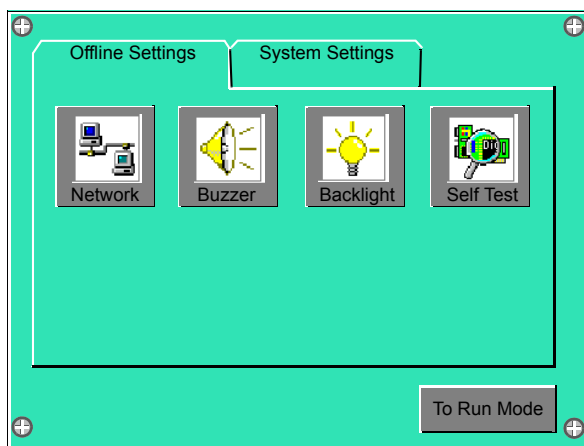 Offline Settings
System Settings
Network
Buzzer
Backlight
Self Test
To Run Mode